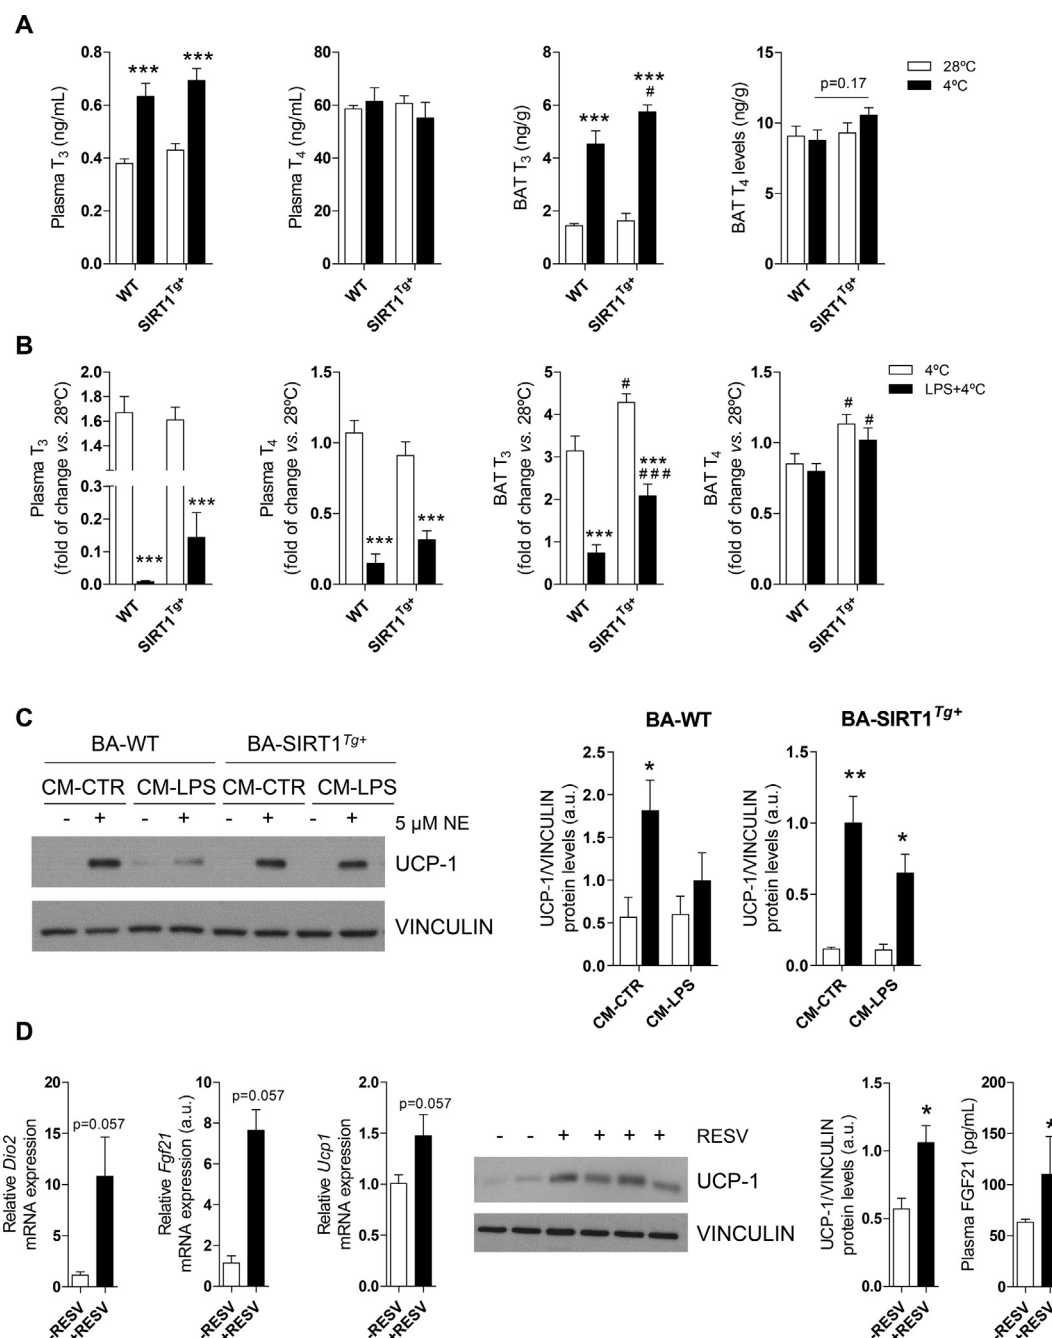 A
Plasma T3 (ng/mL)
0.8
0.6
0.4
0.2
0.0
***
***
WT
SIRT1Tg+
Plasma T4 (ng/mL)
80
60
40
20
0
WT
SIRT1Tg+
BAT T3 (ng/g)
8
6
4
2
0
***
***
#
WT
SIRT1Tg+
BAT T4 levels (ng/g)
15
10
5
0
p=0.17
WT
SIRT1Tg+
28ºC
4ºC
B
Plasma T3
(fold of change vs. 28ºC)
2.0
1.8
1.6
1.4
0.3
0.2
0.1
0.0
***
***
WT
SIRT1Tg+
Plasma T4
(fold of change vs. 28ºC)
1.5
1.0
0.5
0.0
***
***
WT
SIRT1Tg+
BAT T3
(fold of change vs. 28ºC)
5
4
3
2
1
0
***
#
***
###
WT
SIRT1Tg+
BAT T4
(fold of change vs. 28ºC)
1.5
1.0
0.5
0.0
#
#
WT
SIRT1Tg+
4ºC
LPS+4ºC
C
BA-WT
BA-SIRT1Tg+
CM-CTR CM-LPS CM-CTR CM-LPS
- + - + - + - + 5 µM NE
UCP-1
VINCULIN
BA-WT
UCP-1/VINCULIN
protein levels (a.u.)
2.5
2.0
1.5
1.0
0.5
0.0
*
CM-CTR
CM-LPS
BA-SIRT1Tg+
UCP-1/VINCULIN
protein levels (a.u.)
1.5
1.0
0.5
0.0
**
*
CM-CTR
CM-LPS
D
Relative Dio2
mRNA expression
20
15
10
5
0
p=0.057
-RESV
+RESV
Relative Fgf21
mRNA expression (a.u.)
10
8
6
4
2
0
p=0.057
-RESV
+RESV
Relative Ucp1
mRNA expression
2.0
1.5
1.0
0.5
0.0
p=0.057
-RESV
+RESV
- - + + + + RESV
UCP-1
VINCULIN
UCP-1/VINCULIN
protein levels (a.u.)
1.5
1.0
0.5
0.0
*
-RESV
+RESV
Plasma FGF21 (pg/mL)
200
150
100
50
0
*
-RESV
+RESV